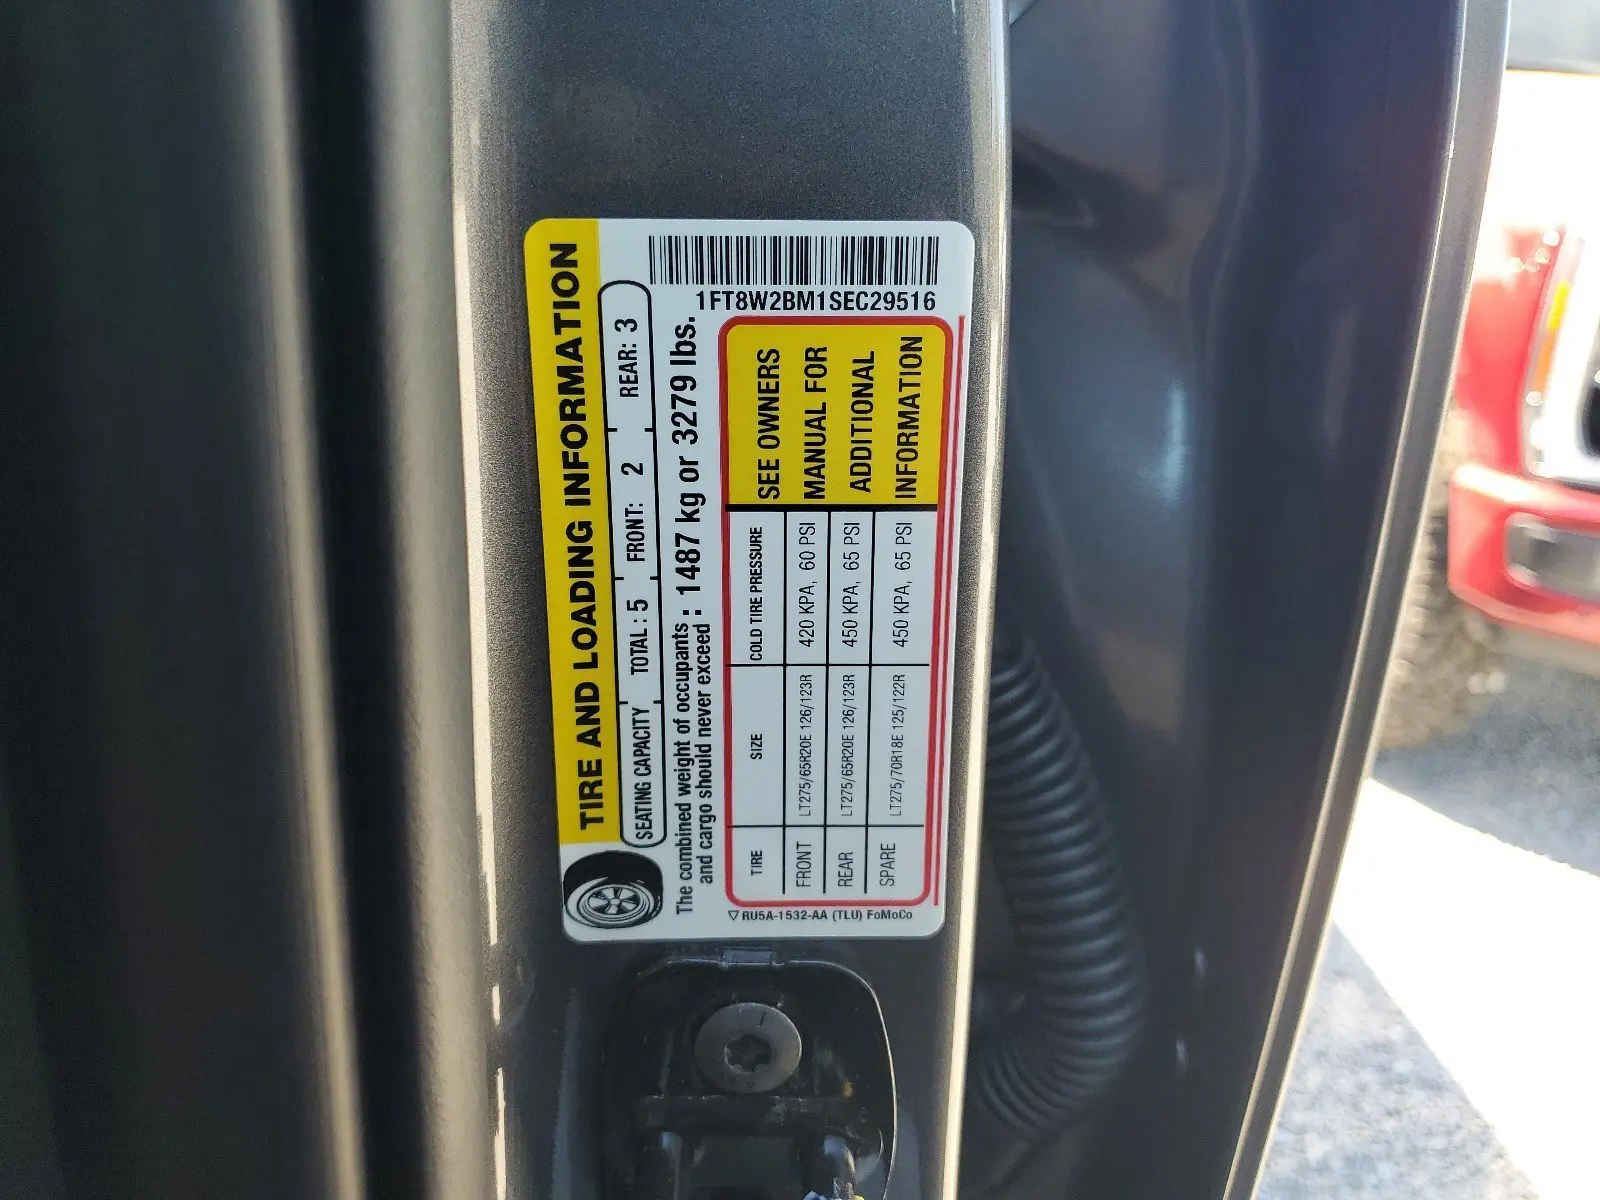 1FT8W2BM1SEC29516
TIRE AND LOADING INFORMATION
SEATING CAPACITY TOTAL: 5 FRONT: 2 REAR: 3
The combined weight of occupants : 1487 kg or 3279 lbs.
and cargo should never exceed :
TIRE SIZE COLD TIRE PRESSURE
FRONT LT275/65R20E 126/123R 420 KPA, 60 PSI
REAR LT275/65R20E 126/123R 450 KPA, 65 PSI
SPARE LT275/70R18E 125/122R 450 KPA, 65 PSI
SEE OWNERS
MANUAL FOR
ADDITIONAL
INFORMATION
RU5A-1532-AA (TLU) FoMoCo